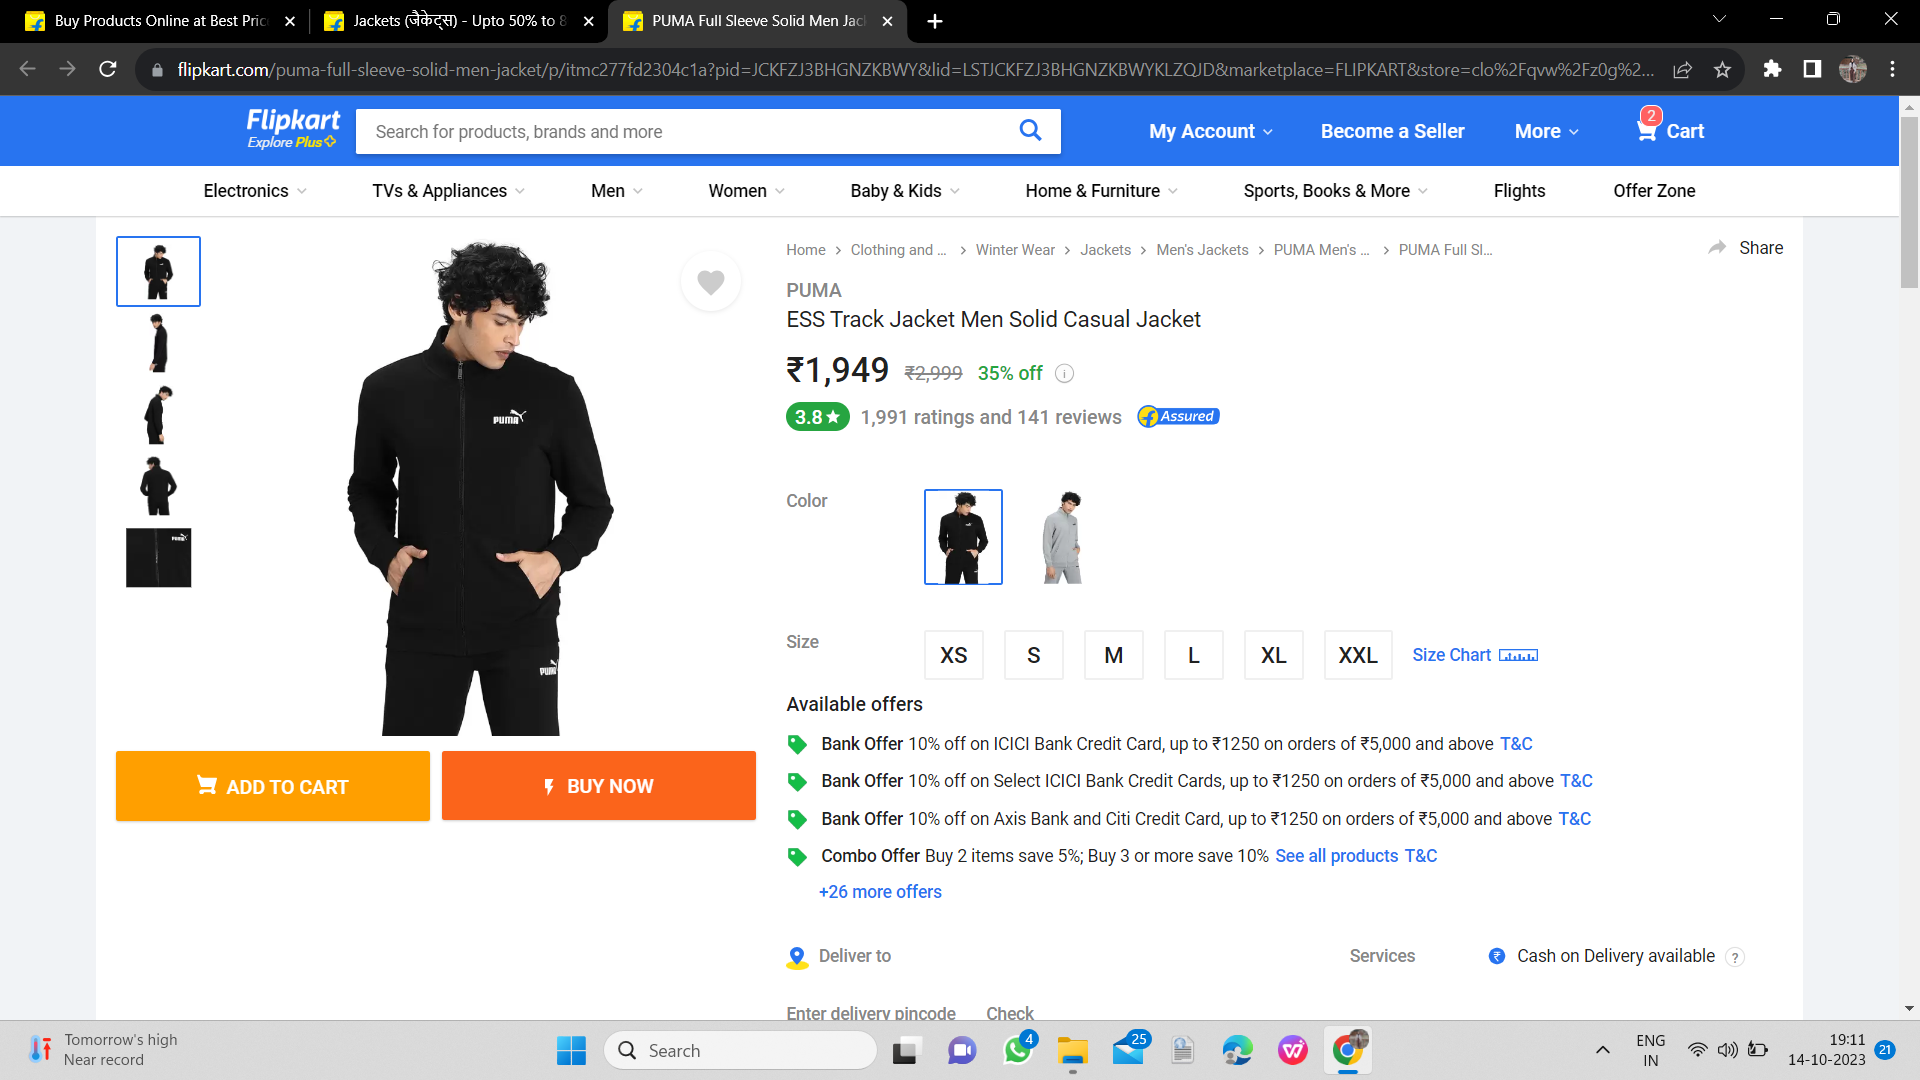 Buy Products Online at Best Pric
Jackets (जैकेट्स) - Upto 50% to 8
PUMA Full Sleeve Solid Men Jac
flipkart.com/puma-full-sleeve-solid-men-jacket/p/itmc277fd2304c1a?pid=JCKFZJ3BHGNZKBWY&lid=LSTJCKFZJ3BHGNZKBWYKLZQJD&marketplace=FLIPKART&store=clo%2Fqvw%2Fz0g%2...
Flipkart
Explore Plus
Search for products, brands and more
My Account
Become a Seller
More
2
Cart
Electronics
TVs & Appliances
Men
Women
Baby & Kids
Home & Furniture
Sports, Books & More
Flights
Offer Zone
Home > Clothing and ... > Winter Wear > Jackets > Men's Jackets > PUMA Men's ... > PUMA Full Sl...
Share
PUMA
ESS Track Jacket Men Solid Casual Jacket
₹1,949 ₹2,999 35% off
3.8★ 1,991 ratings and 141 reviews
Assured
PUMA
PUMA
PUMA
Color
Size
XS
S
M
L
XL
XXL
Size Chart
Available offers
Bank Offer 10% off on ICICI Bank Credit Card, up to ₹1250 on orders of ₹5,000 and above T&C
Bank Offer 10% off on Select ICICI Bank Credit Cards, up to ₹1250 on orders of ₹5,000 and above T&C
Bank Offer 10% off on Axis Bank and Citi Credit Card, up to ₹1250 on orders of ₹5,000 and above T&C
Combo Offer Buy 2 items save 5%; Buy 3 or more save 10% See all products T&C
+26 more offers
ADD TO CART
BUY NOW
Deliver to
Services
₹ Cash on Delivery available ?
Enter delivery pincode
Check
Tomorrow's high
Near record
Search
4
25
ENG
IN
19:11
14-10-2023
21